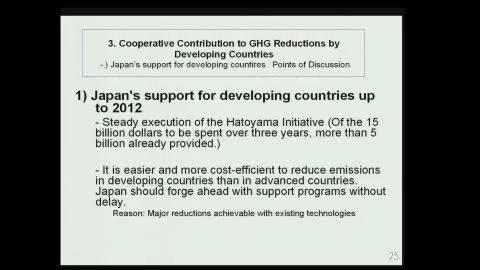 3. Cooperative Contribution to GHG Reductions by
Developing Countries
-.) Japan's support for developing countires   Points of Discussion
1) Japan's support for developing countries up
to 2012
- Steady execution of the Hatoyama Initiative (Of the 15
billion dollars to be spent over three years, more than 5
billion already provided.)
- It is easier and more cost-efficient to reduce emissions
in developing countries than in advanced countries.
Japan should forge ahead with support programs without
delay.
Reason: Major reductions achievable with existing technologies
25